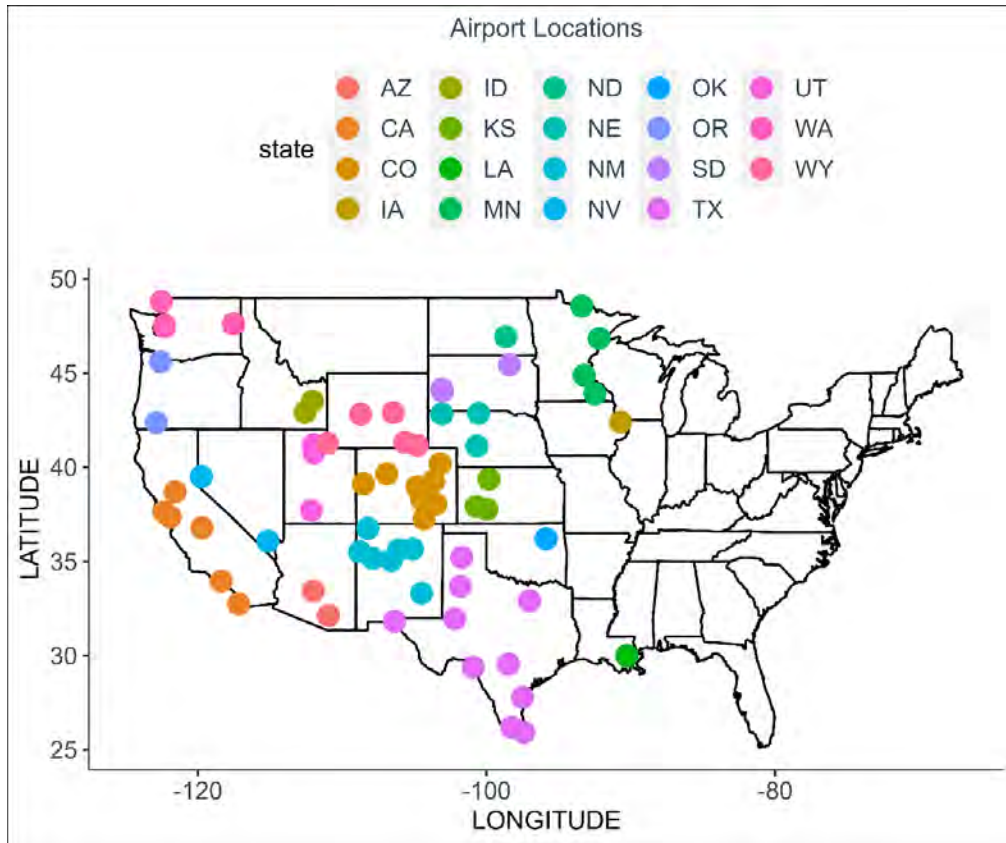 Airport Locations
state
AZ ID ND OK UT
CA KS NE OR WA
CO LA NM SD WY
IA MN NV TX
50
45
40
35
30
25
LATITUDE
-120 -100 -80
LONGITUDE